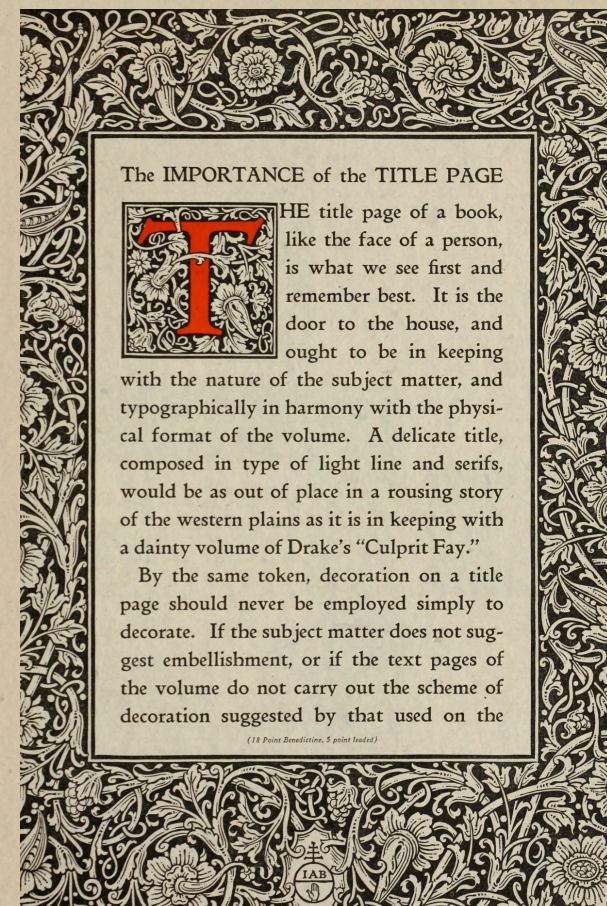 The IMPORTANCE of the TITLE PAGE
THE title page of a book,
like the face of a person,
is what we see first and
remember best. It is the
door to the house, and
ought to be in keeping
with the nature of the subject matter, and
typographically in harmony with the physi-
cal format of the volume. A delicate title,
composed in type of light line and serifs,
would be as out of place in a rousing story
of the western plains as it is in keeping with
a dainty volume of Drake's “Culprit Fay.”
By the same token, decoration on a title
page should never be employed simply to
decorate. If the subject matter does not sug-
gest embellishment, or if the text pages of
the volume do not carry out the scheme of
decoration suggested by that used on the
(18 Point Benedictine, 5 point leaded)
IAB